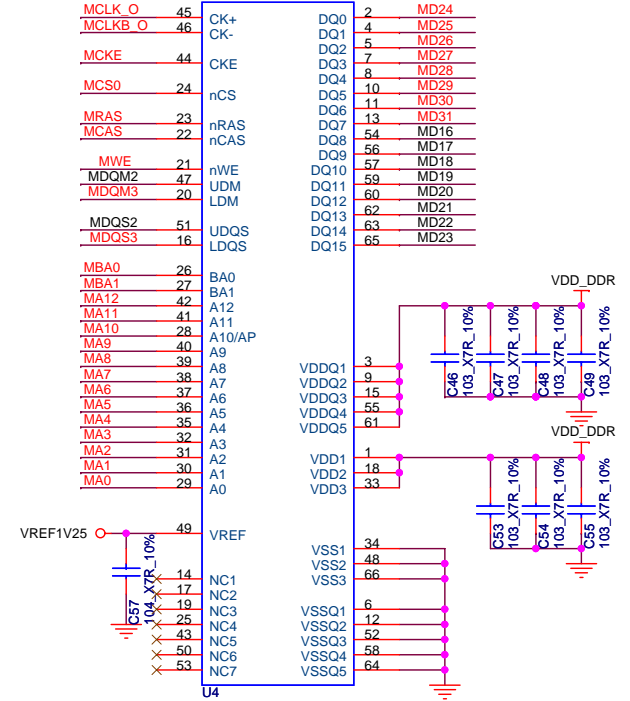 MCLK_O 45 CK+ DQ0 2 MD24
MCLKB_O 46 CK- DQ1 4 MD25
DQ2 5 MD26
MCKE 44 CKE DQ3 7 MD27
DQ4 8 MD28
MCS0 24 nCS DQ5 10 MD29
DQ6 11 MD30
MRAS 23 nRAS DQ7 13 MD31
MCAS 22 nCAS DQ8 54 MD16
DQ9 56 MD17
MWE 21 nWE DQ10 57 MD18
MDQM2 47 UDM DQ11 59 MD19
MDQM3 20 LDM DQ12 60 MD20
DQ13 62 MD21
MDQS2 51 UDQS DQ14 63 MD22
MDQS3 16 LDQS DQ15 65 MD23
MBA0 26 BA0
MBA1 27 BA1
MA12 42 A12
MA11 41 A11
MA10 28 A10/AP
MA9 40 A9
MA8 39 A8
MA7 38 A7
MA6 37 A6
MA5 36 A5
MA4 35 A4
MA3 32 A3
MA2 31 A2
MA1 30 A1
MA0 29 A0
VDD_DDR
C46 103_X7R_10%
C47 103_X7R_10%
C48 103_X7R_10%
C49 103_X7R_10%
VDDQ1 3
VDDQ2 9
VDDQ3 15
VDDQ4 55
VDDQ5 61
VDD_DDR
VDD1 1
VDD2 18
VDD3 33
C53 103_X7R_10%
C54 103_X7R_10%
C55 103_X7R_10%
VREF1V25 49 VREF
C57 104_X7R_10%
VSS1 34
VSS2 48
VSS3 66
14 NC1
17 NC2
19 NC3 VSSQ1 6
25 NC4 VSSQ2 12
43 NC5 VSSQ3 52
50 NC6 VSSQ4 58
53 NC7 VSSQ5 64
U4